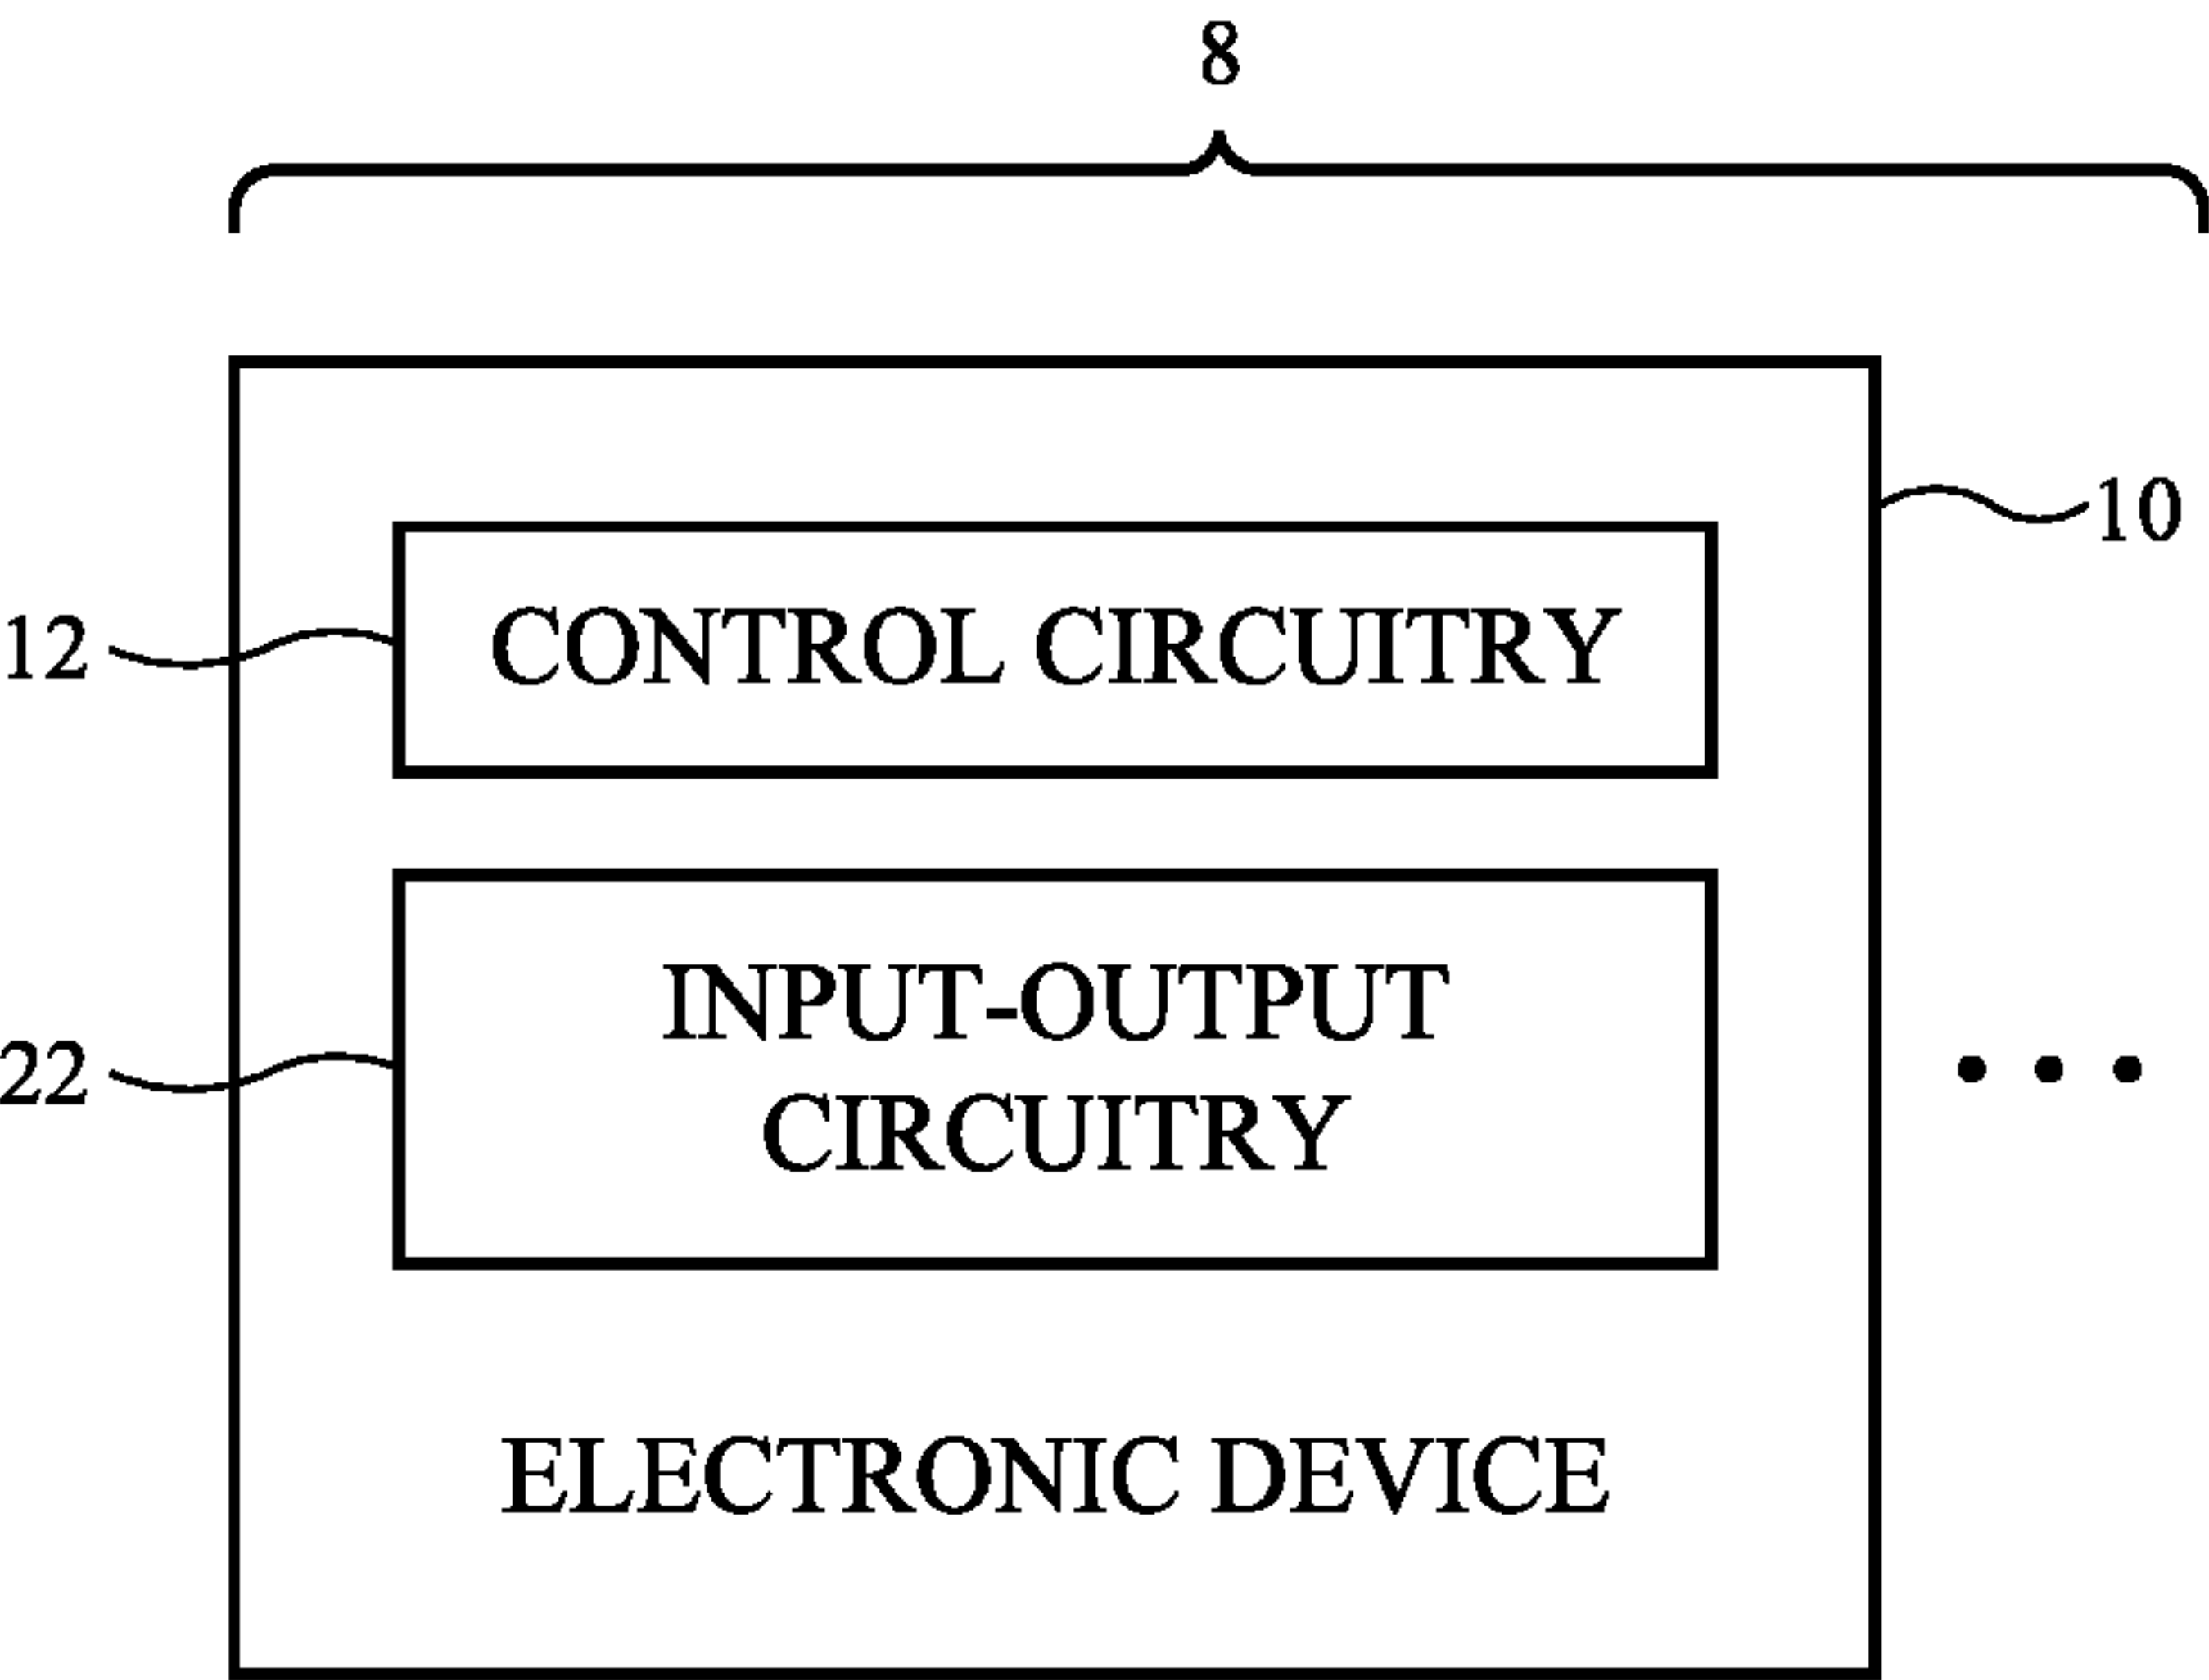 8
10
12
CONTROL CIRCUITRY
22
INPUT-OUTPUT
CIRCUITRY
ELECTRONIC DEVICE